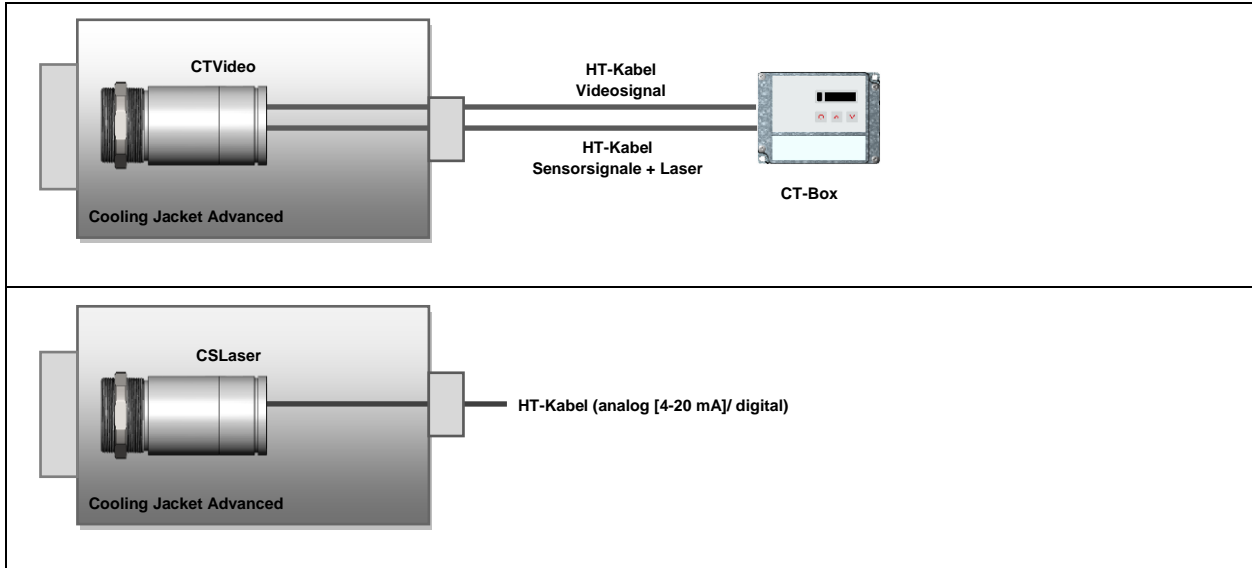 CTVideo
HT-Kabel
Videosignal
HT-Kabel
Sensorsignale + Laser
CT-Box
Cooling Jacket Advanced
CSLaser
HT-Kabel (analog [4-20 mA]/ digital)
Cooling Jacket Advanced